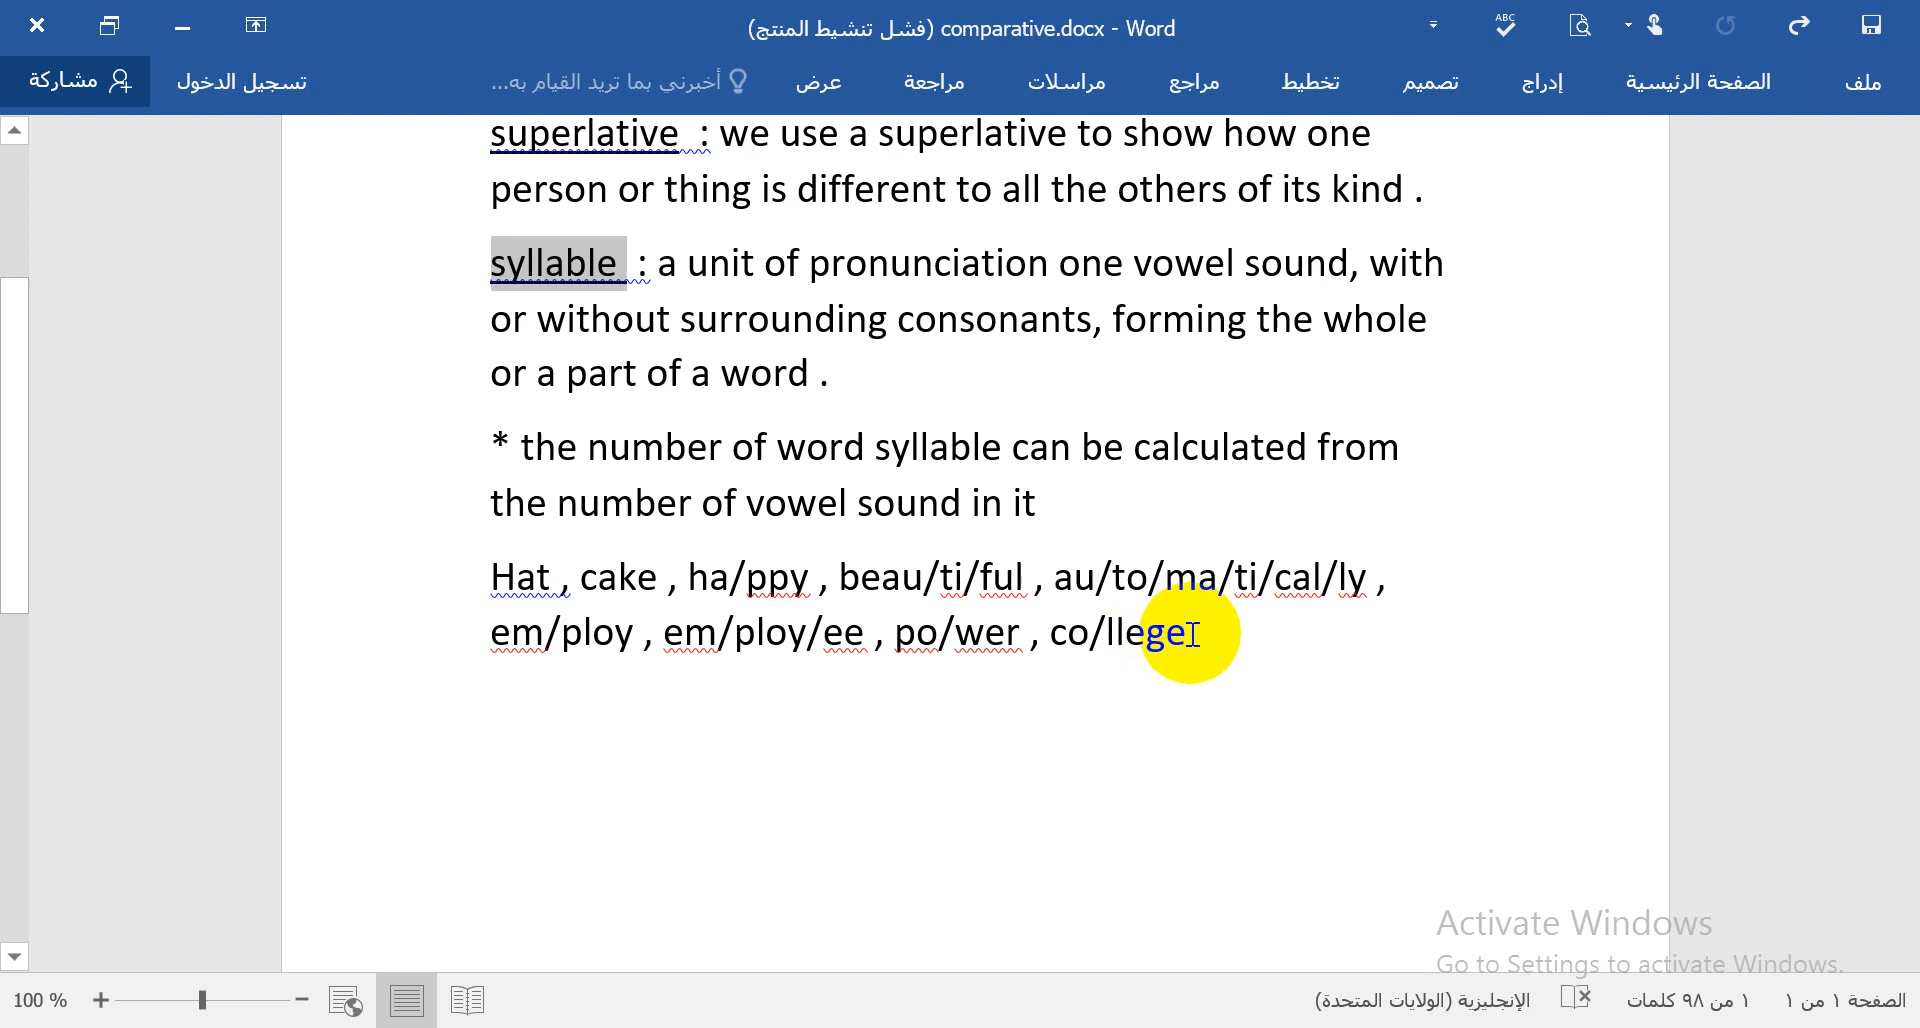 comparative.docx - Word (فشل تنشيط المنتج)
ABC
ملف الصفحة الرئيسية إدراج تصميم تخطيط مراجع مراسلات مراجعة عرض أخبرني بما تريد القيام به... تسجيل الدخول مشاركة
superlative : we use a superlative to show how one
person or thing is different to all the others of its kind .
syllable : a unit of pronunciation one vowel sound, with
or without surrounding consonants, forming the whole
or a part of a word .
* the number of word syllable can be calculated from
the number of vowel sound in it
Hat , cake , ha/ppy , beau/ti/ful , au/to/ma/ti/cal/ly ,
em/ploy , em/ploy/ee , po/wer , co/llege
Activate Windows
Go to Settings to activate Windows.
الصفحة ١ من ١ ١ من ٩٨ كلمات الإنجليزية (الولايات المتحدة) 100 %